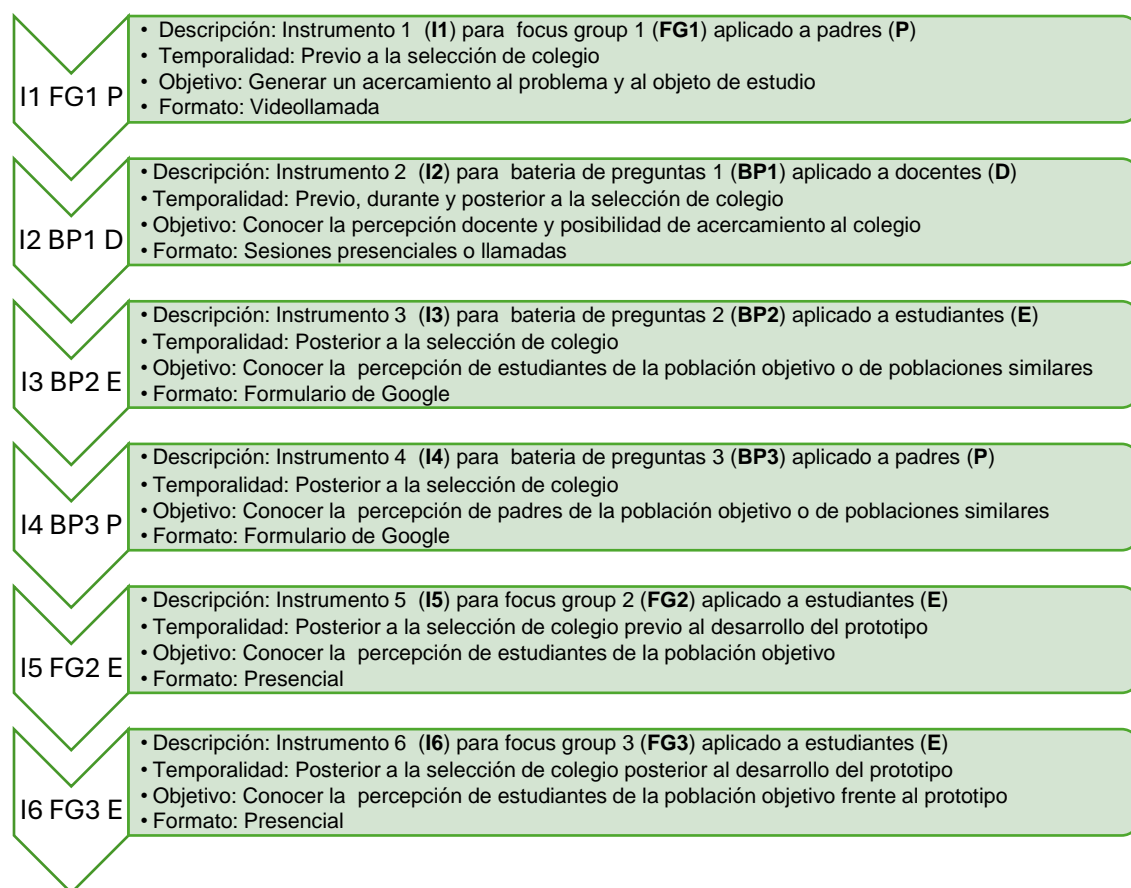 I1 FG1 P
• Descripción: Instrumento 1 (I1) para focus group 1 (FG1) aplicado a padres (P)
• Temporalidad: Previo a la selección de colegio
• Objetivo: Generar un acercamiento al problema y al objeto de estudio
• Formato: Videollamada
I2 BP1 D
• Descripción: Instrumento 2 (I2) para bateria de preguntas 1 (BP1) aplicado a docentes (D)
• Temporalidad: Previo, durante y posterior a la selección de colegio
• Objetivo: Conocer la percepción docente y posibilidad de acercamiento al colegio
• Formato: Sesiones presenciales o llamadas
I3 BP2 E
• Descripción: Instrumento 3 (I3) para bateria de preguntas 2 (BP2) aplicado a estudiantes (E)
• Temporalidad: Posterior a la selección de colegio
• Objetivo: Conocer la percepción de estudiantes de la población objetivo o de poblaciones similares
• Formato: Formulario de Google
I4 BP3 P
• Descripción: Instrumento 4 (I4) para bateria de preguntas 3 (BP3) aplicado a padres (P)
• Temporalidad: Posterior a la selección de colegio
• Objetivo: Conocer la percepción de padres de la población objetivo o de poblaciones similares
• Formato: Formulario de Google
I5 FG2 E
• Descripción: Instrumento 5 (I5) para focus group 2 (FG2) aplicado a estudiantes (E)
• Temporalidad: Posterior a la selección de colegio previo al desarrollo del prototipo
• Objetivo: Conocer la percepción de estudiantes de la población objetivo
• Formato: Presencial
I6 FG3 E
• Descripción: Instrumento 6 (I6) para focus group 3 (FG3) aplicado a estudiantes (E)
• Temporalidad: Posterior a la selección de colegio posterior al desarrollo del prototipo
• Objetivo: Conocer la percepción de estudiantes de la población objetivo frente al prototipo
• Formato: Presencial